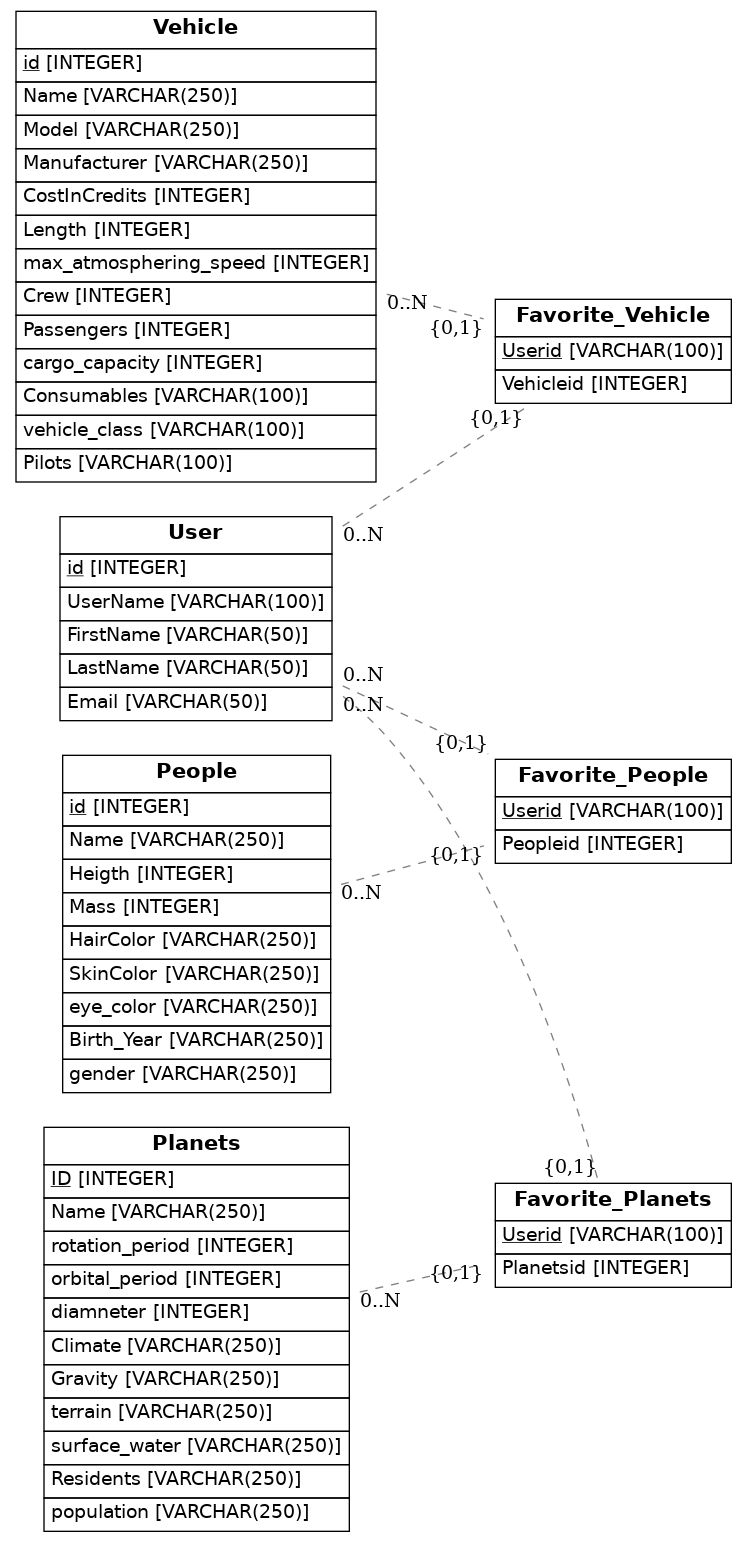 Vehicle
id [INTEGER]
Name [VARCHAR(250)]
Model [VARCHAR(250)]
Manufacturer [VARCHAR(250)]
CostInCredits [INTEGER]
Length [INTEGER]
max_atmosphering_speed [INTEGER]
Crew [INTEGER]
Passengers [INTEGER]
cargo_capacity [INTEGER]
Consumables [VARCHAR(100)]
vehicle_class [VARCHAR(100)]
Pilots [VARCHAR(100)]
0..N
{0,1}
Favorite_Vehicle
Userid [VARCHAR(100)]
Vehicleid [INTEGER]
{0,1}
0..N
User
id [INTEGER]
UserName [VARCHAR(100)]
FirstName [VARCHAR(50)]
LastName [VARCHAR(50)]
Email [VARCHAR(50)]
0..N
0..N
{0,1}
People
id [INTEGER]
Name [VARCHAR(250)]
Heigth [INTEGER]
Mass [INTEGER]
HairColor [VARCHAR(250)]
SkinColor [VARCHAR(250)]
eye_color [VARCHAR(250)]
Birth_Year [VARCHAR(250)]
gender [VARCHAR(250)]
Favorite_People
Userid [VARCHAR(100)]
Peopleid [INTEGER]
{0,1}
0..N
Planets
ID [INTEGER]
Name [VARCHAR(250)]
rotation_period [INTEGER]
orbital_period [INTEGER]
diamneter [INTEGER]
Climate [VARCHAR(250)]
Gravity [VARCHAR(250)]
terrain [VARCHAR(250)]
surface_water [VARCHAR(250)]
Residents [VARCHAR(250)]
population [VARCHAR(250)]
{0,1}
Favorite_Planets
Userid [VARCHAR(100)]
Planetsid [INTEGER]
{0,1}
0..N